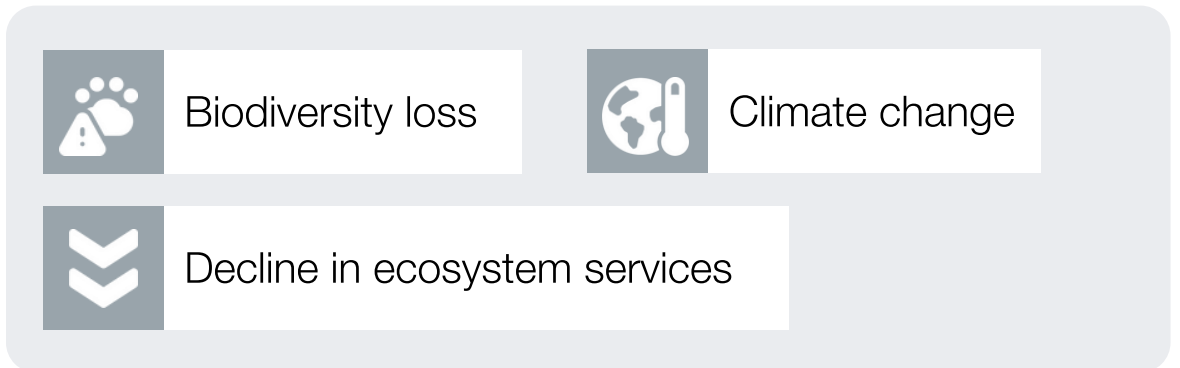 Biodiversity loss
Climate change
Decline in ecosystem services